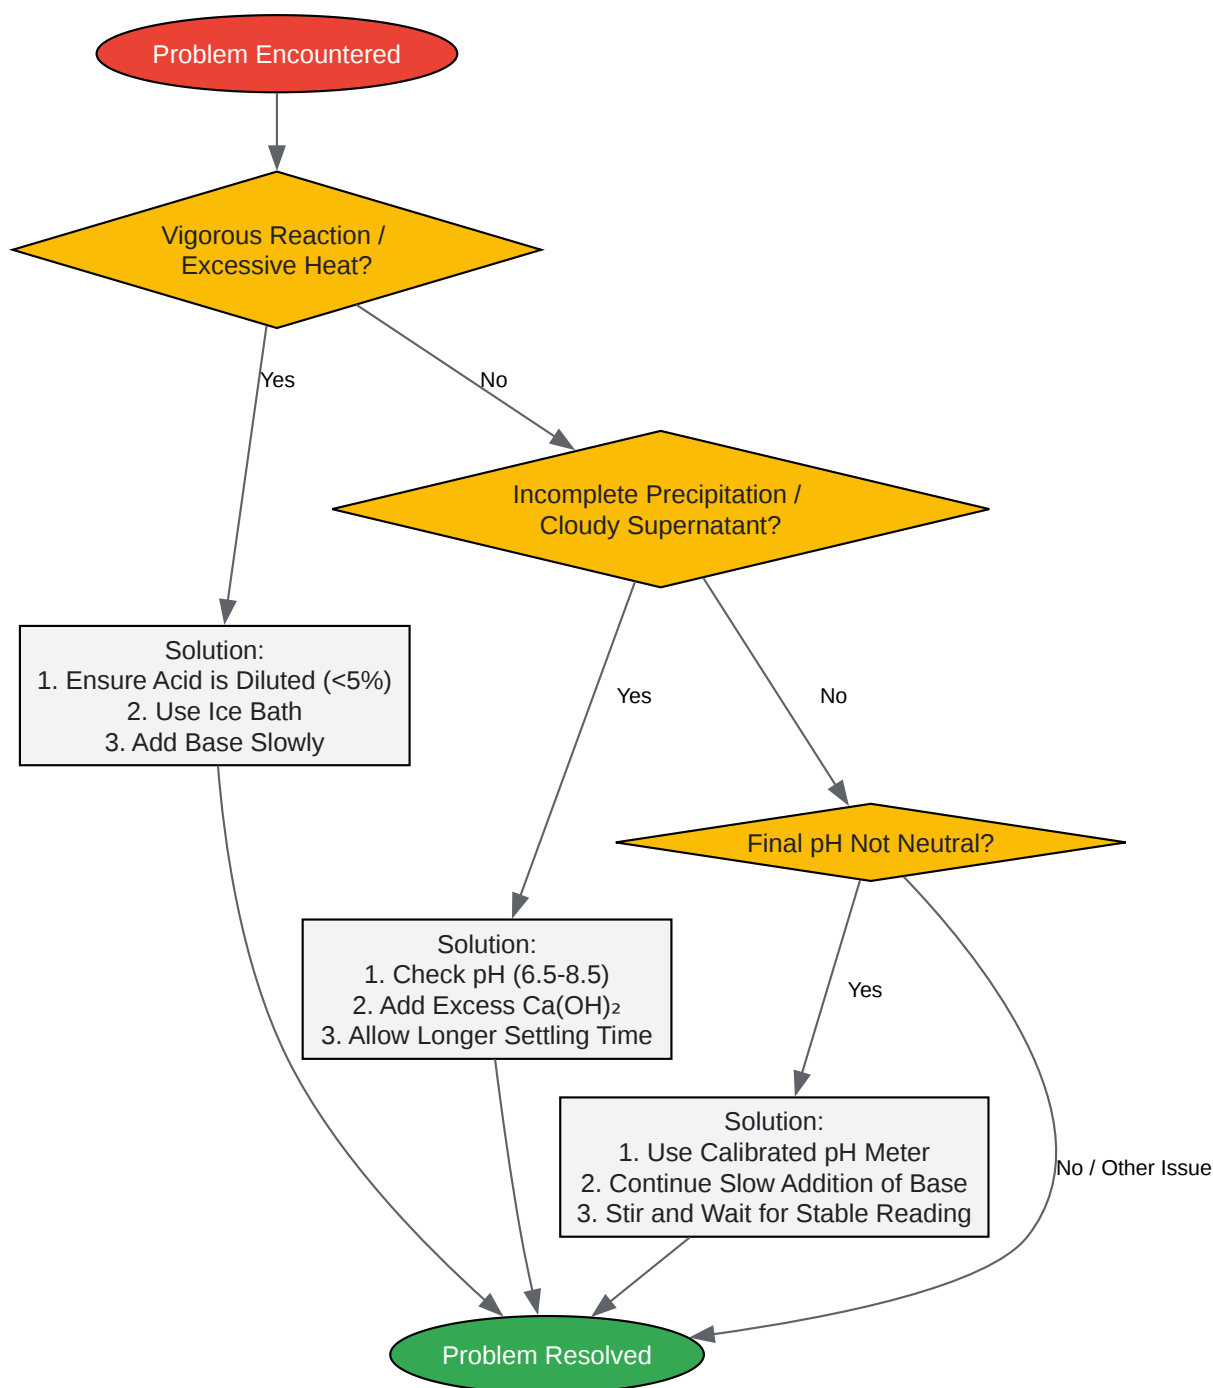 Problem Encountered
Vigorous Reaction /
Excessive Heat?
Yes
No
Incomplete Precipitation /
Cloudy Supernatant?
Solution:
1. Ensure Acid is Diluted (<5%)
2. Use Ice Bath
3. Add Base Slowly
Yes
No
Final pH Not Neutral?
Solution:
1. Check pH (6.5-8.5)
2. Add Excess Ca(OH)₂
3. Allow Longer Settling Time
Yes
Solution:
1. Use Calibrated pH Meter
2. Continue Slow Addition of Base
3. Stir and Wait for Stable Reading
No / Other Issue
Problem Resolved